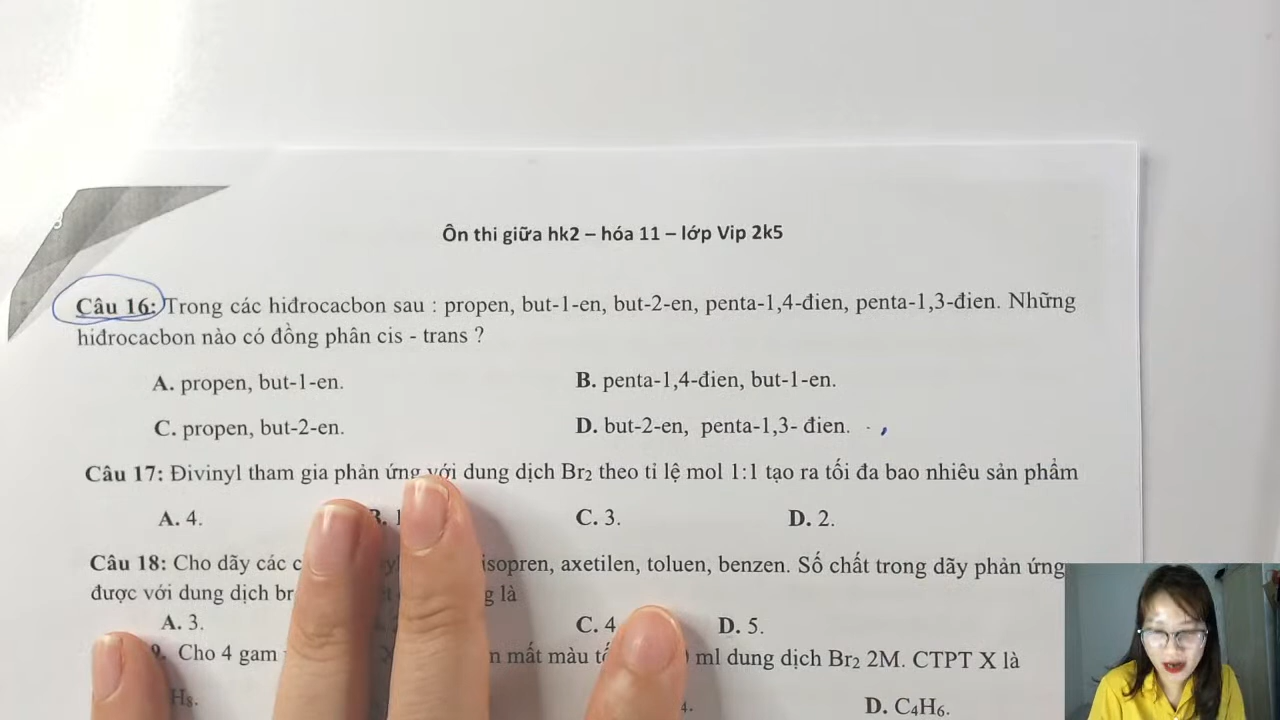 Ôn thi giữa hk2 – hóa 11 – lớp Vip 2k5
Câu 16: Trong các hiđrocacbon sau : propen, but-1-en, but-2-en, penta-1,4-đien, penta-1,3-đien. Những
hiđrocacbon nào có đồng phân cis - trans ?
A. propen, but-1-en. B. penta-1,4-đien, but-1-en.
C. propen, but-2-en. D. but-2-en, penta-1,3- đien.
Câu 17: Đivinyl tham gia phản ứng với dung dịch Br₂ theo tỉ lệ mol 1:1 tạo ra tối đa bao nhiêu sản phẩm
A. 4. C. 3. D. 2.
Câu 18: Cho dãy các isopren, axetilen, toluen, benzen. Số chất trong dãy phản ứng
được với dung dịch là
A. 3. C. 4 D. 5.
Cho 4 gam mất màu ml dung dịch Br₂ 2M. CTPT X là
D. C₄H₆.